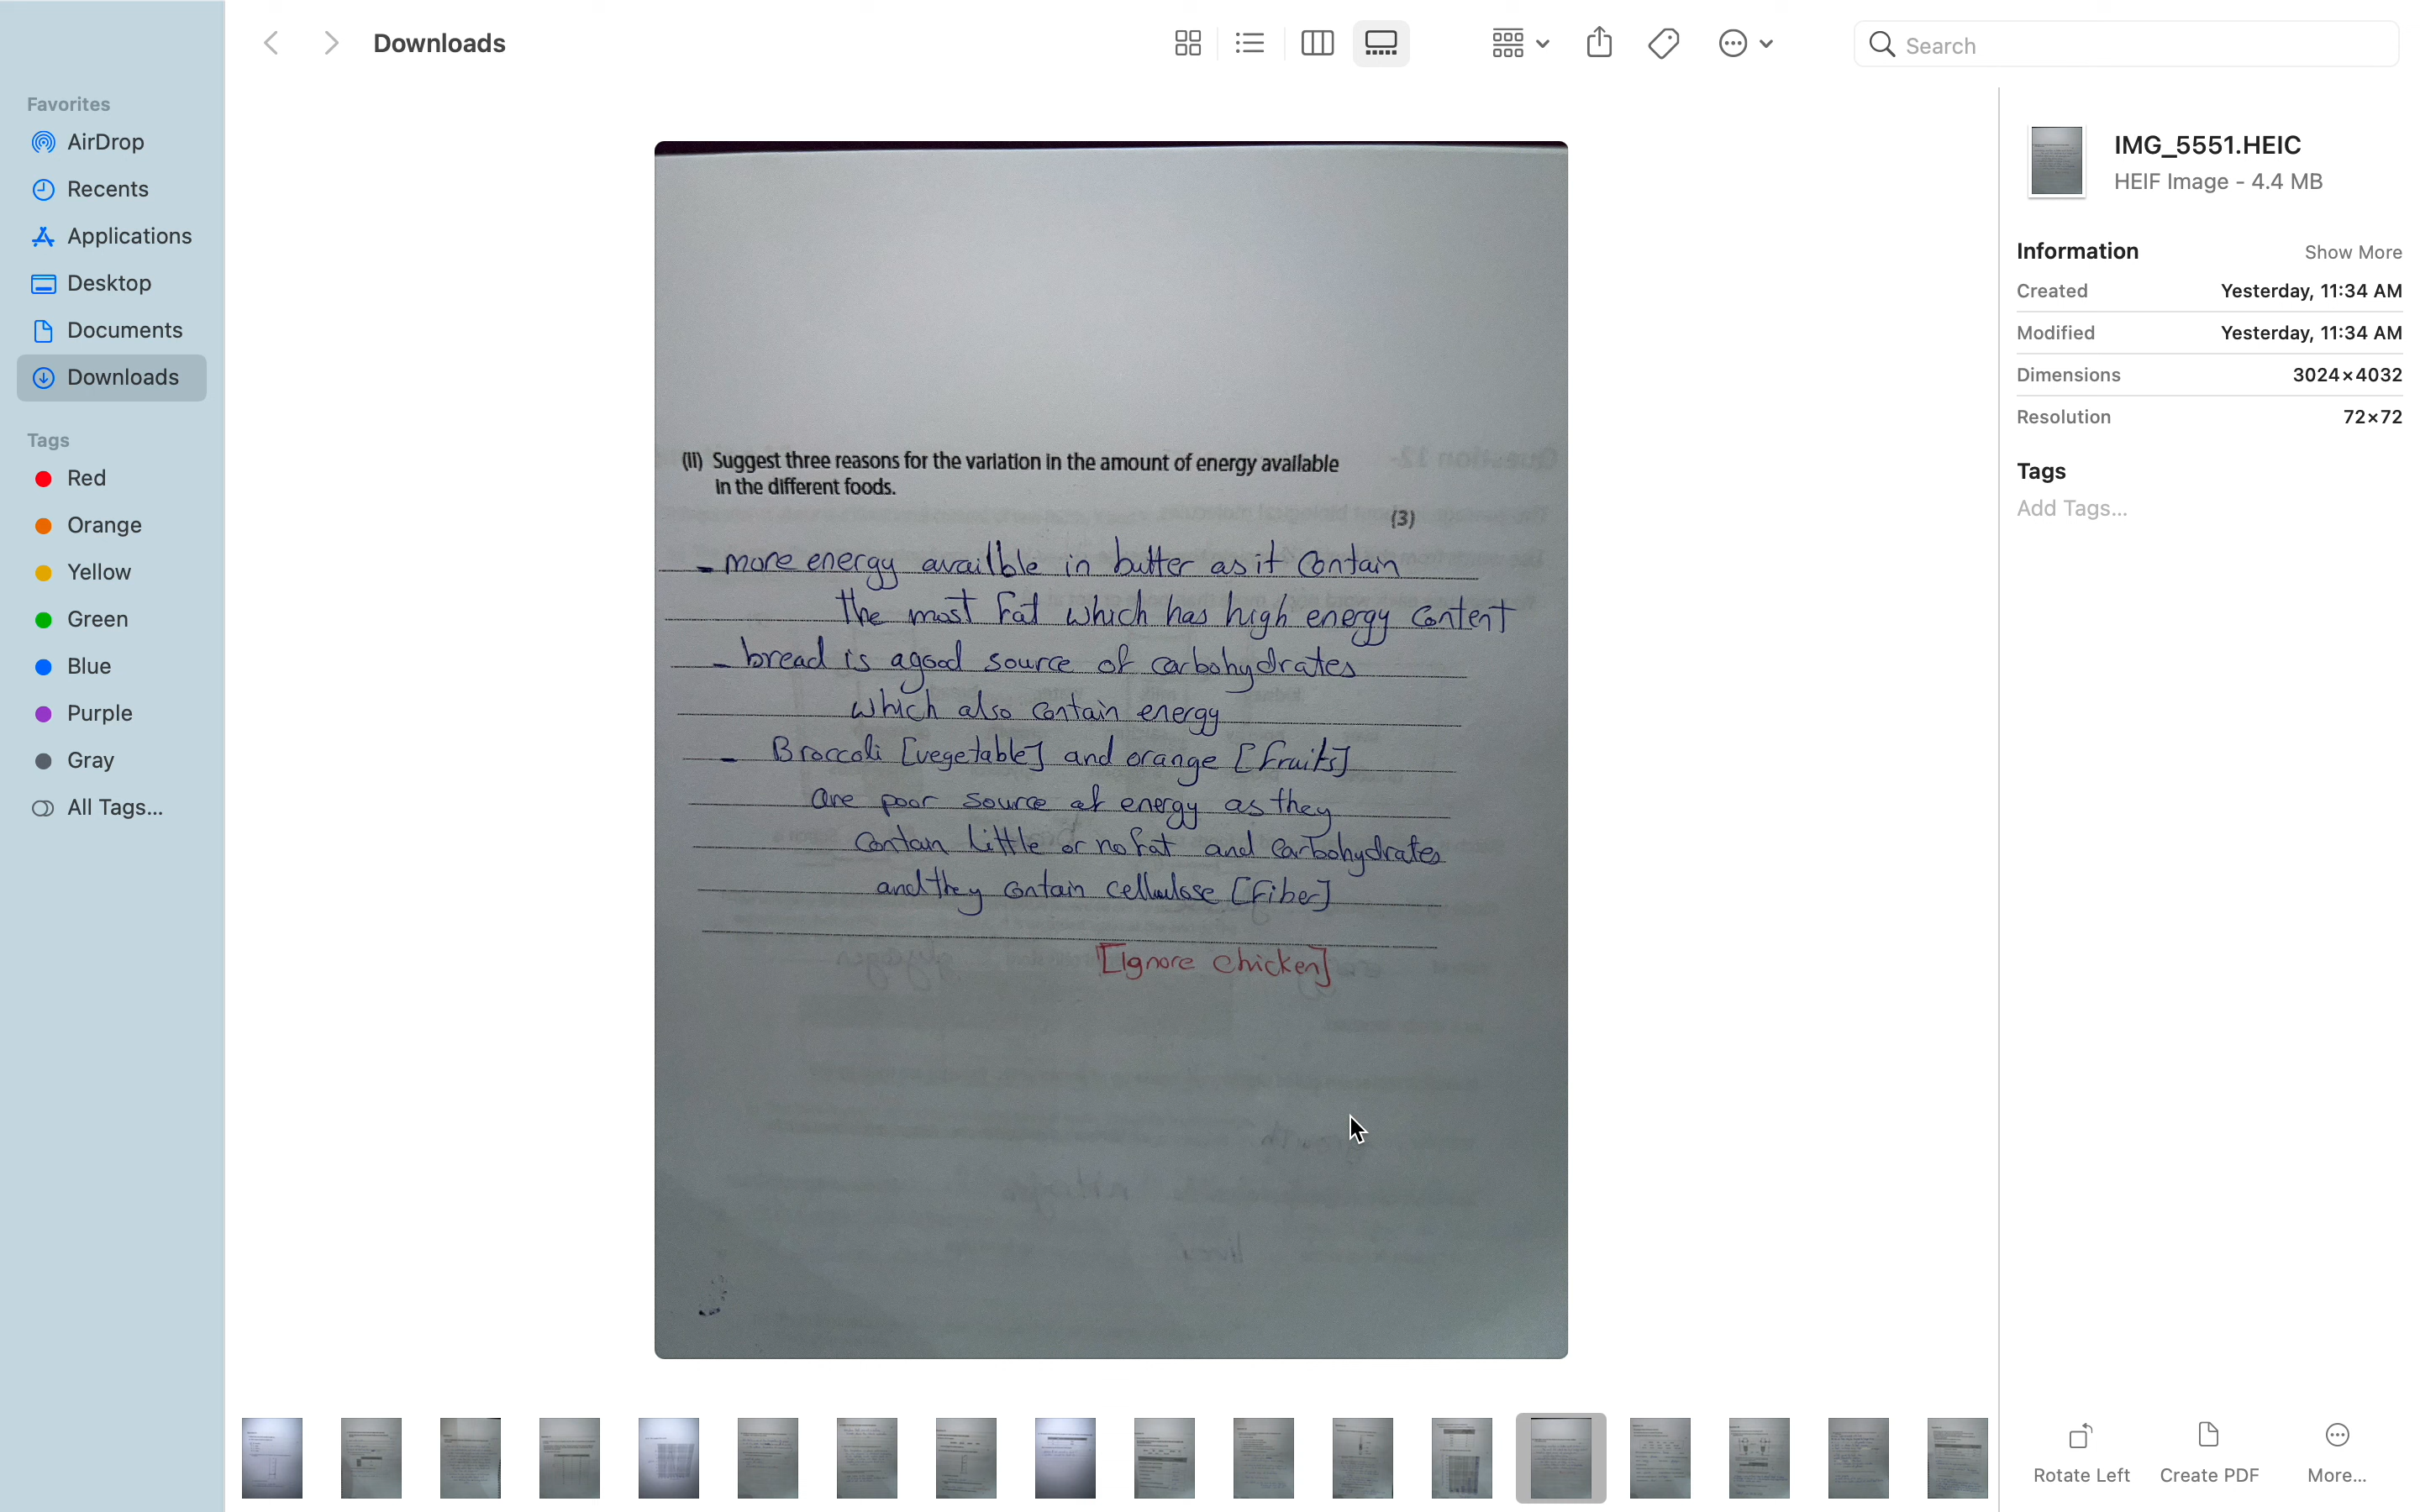 Downloads
Search
Favorites
AirDrop
Recents
Applications
Desktop
Documents
Downloads
Tags
Red
Orange
Yellow
Green
Blue
Purple
Gray
All Tags...
(ii) Suggest three reasons for the variation in the amount of energy available
in the different foods.
(3)
- more energy availble in butter as it Contain
the most fat which has high energy Content
- bread is a good source of carbohydrates
which also contain energy
- Broccoli [vegetable] and orange [fruits]
are poor source of energy as they
contain little or no fat and carbohydrates
and they contain cellulose [fiber]
[Ignore chicken]
IMG_5551.HEIC
HEIF Image - 4.4 MB
Information
Show More
Created Yesterday, 11:34 AM
Modified Yesterday, 11:34 AM
Dimensions 3024×4032
Resolution 72×72
Tags
Add Tags...
Rotate Left
Create PDF
More...